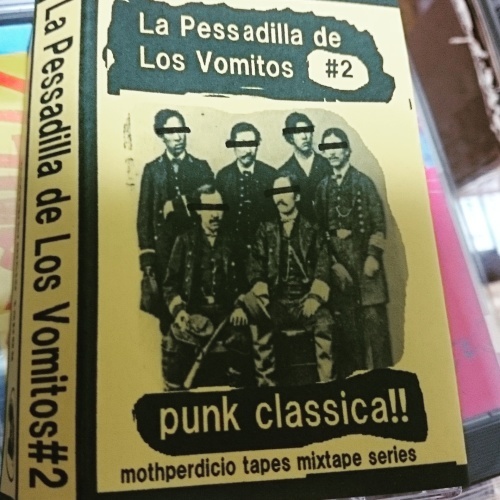 La Pessadilla de
Los Vomitos #2
punk classica!!
mothperdicio tapes mixtape series
La Pessadilla de Los Vomitos#2